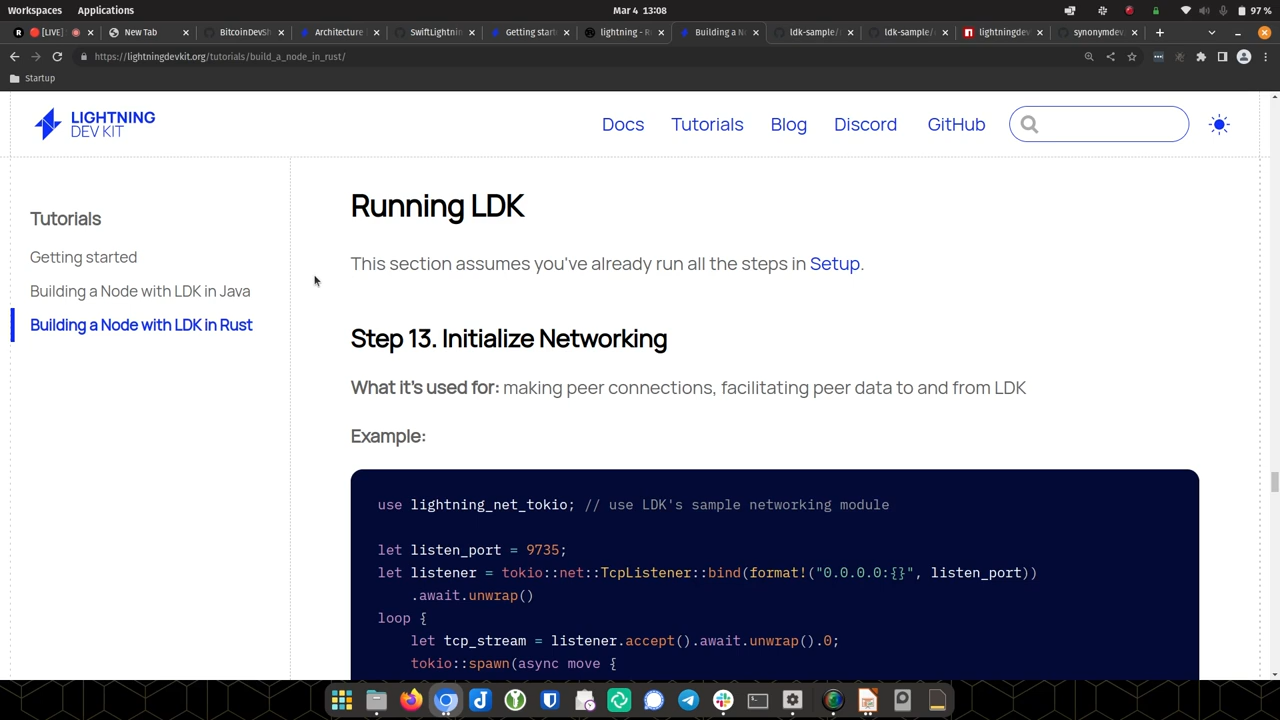 Workspaces Applications Mar 4 13:08 97 %
[LIVE] New Tab BitcoinDevSh Architecture SwiftLightnin Getting start lightning - R Building a N ldk-sample/ ldk-sample/ lightningdev synonymdev
https://lightningdevkit.org/tutorials/build_a_node_in_rust/
Startup
LIGHTNING
DEV KIT
Docs Tutorials Blog Discord GitHub
Tutorials
Getting started
Building a Node with LDK in Java
Building a Node with LDK in Rust
Running LDK
This section assumes you've already run all the steps in Setup.
Step 13. Initialize Networking
What it's used for: making peer connections, facilitating peer data to and from LDK
Example:
use lightning_net_tokio; // use LDK's sample networking module
let listen_port = 9735;
let listener = tokio::net::TcpListener::bind(format!("0.0.0.0:{}", listen_port))
.await.unwrap()
loop {
let tcp_stream = listener.accept().await.unwrap().0;
tokio::spawn(async move {